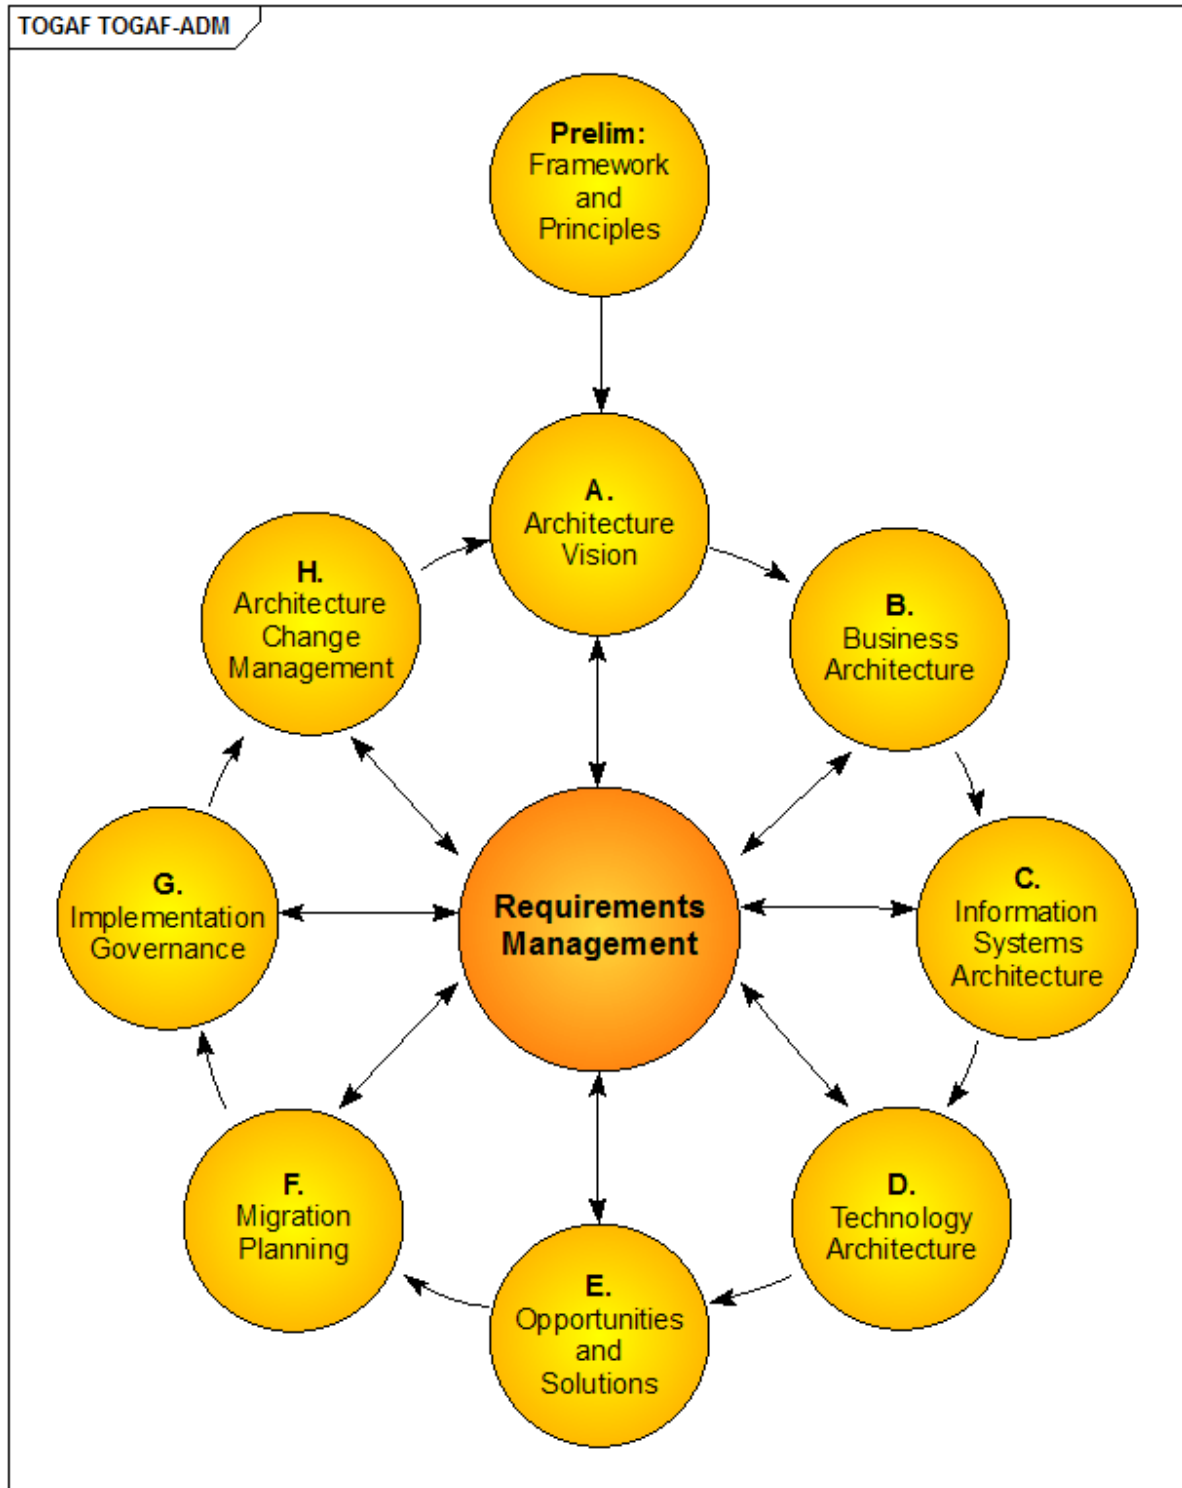 TOGAF TOGAF-ADM
Prelim:
Framework
and
Principles
A.
Architecture
Vision
B.
Business
Architecture
C.
Information
Systems
Architecture
D.
Technology
Architecture
E.
Opportunities
and
Solutions
F.
Migration
Planning
G.
Implementation
Governance
H.
Architecture
Change
Management
Requirements
Management